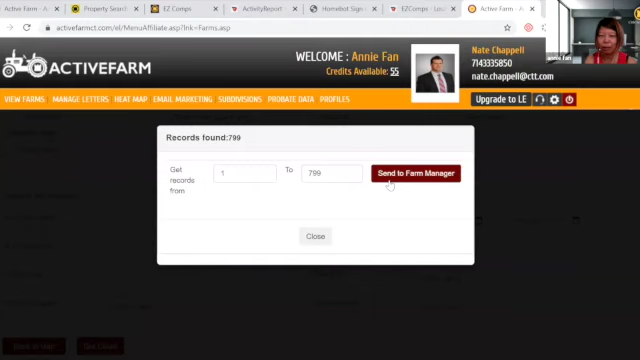 Active Fa
Property Searc
EZ Comps
ActivityReport
Homebot Sign
EZComps -
Active Farm
activefarmct.com/el/MenuAffiliate.asp?lnk=Farms.asp
annie fan
ACTIVEFARM
WELCOME : Annie Fan
Credits Available: 55
Nate Chappell
7143335850
nate.chappell@ctt.com
VIEW FARMS MANAGE LETTERS HEAT MAP EMAIL MARKETING SUBDIVISIONS PROBATE DATA PROFILES
Upgrade to LE
Records found:799
Get records from
1
To
799
Send to Farm Manager
Close